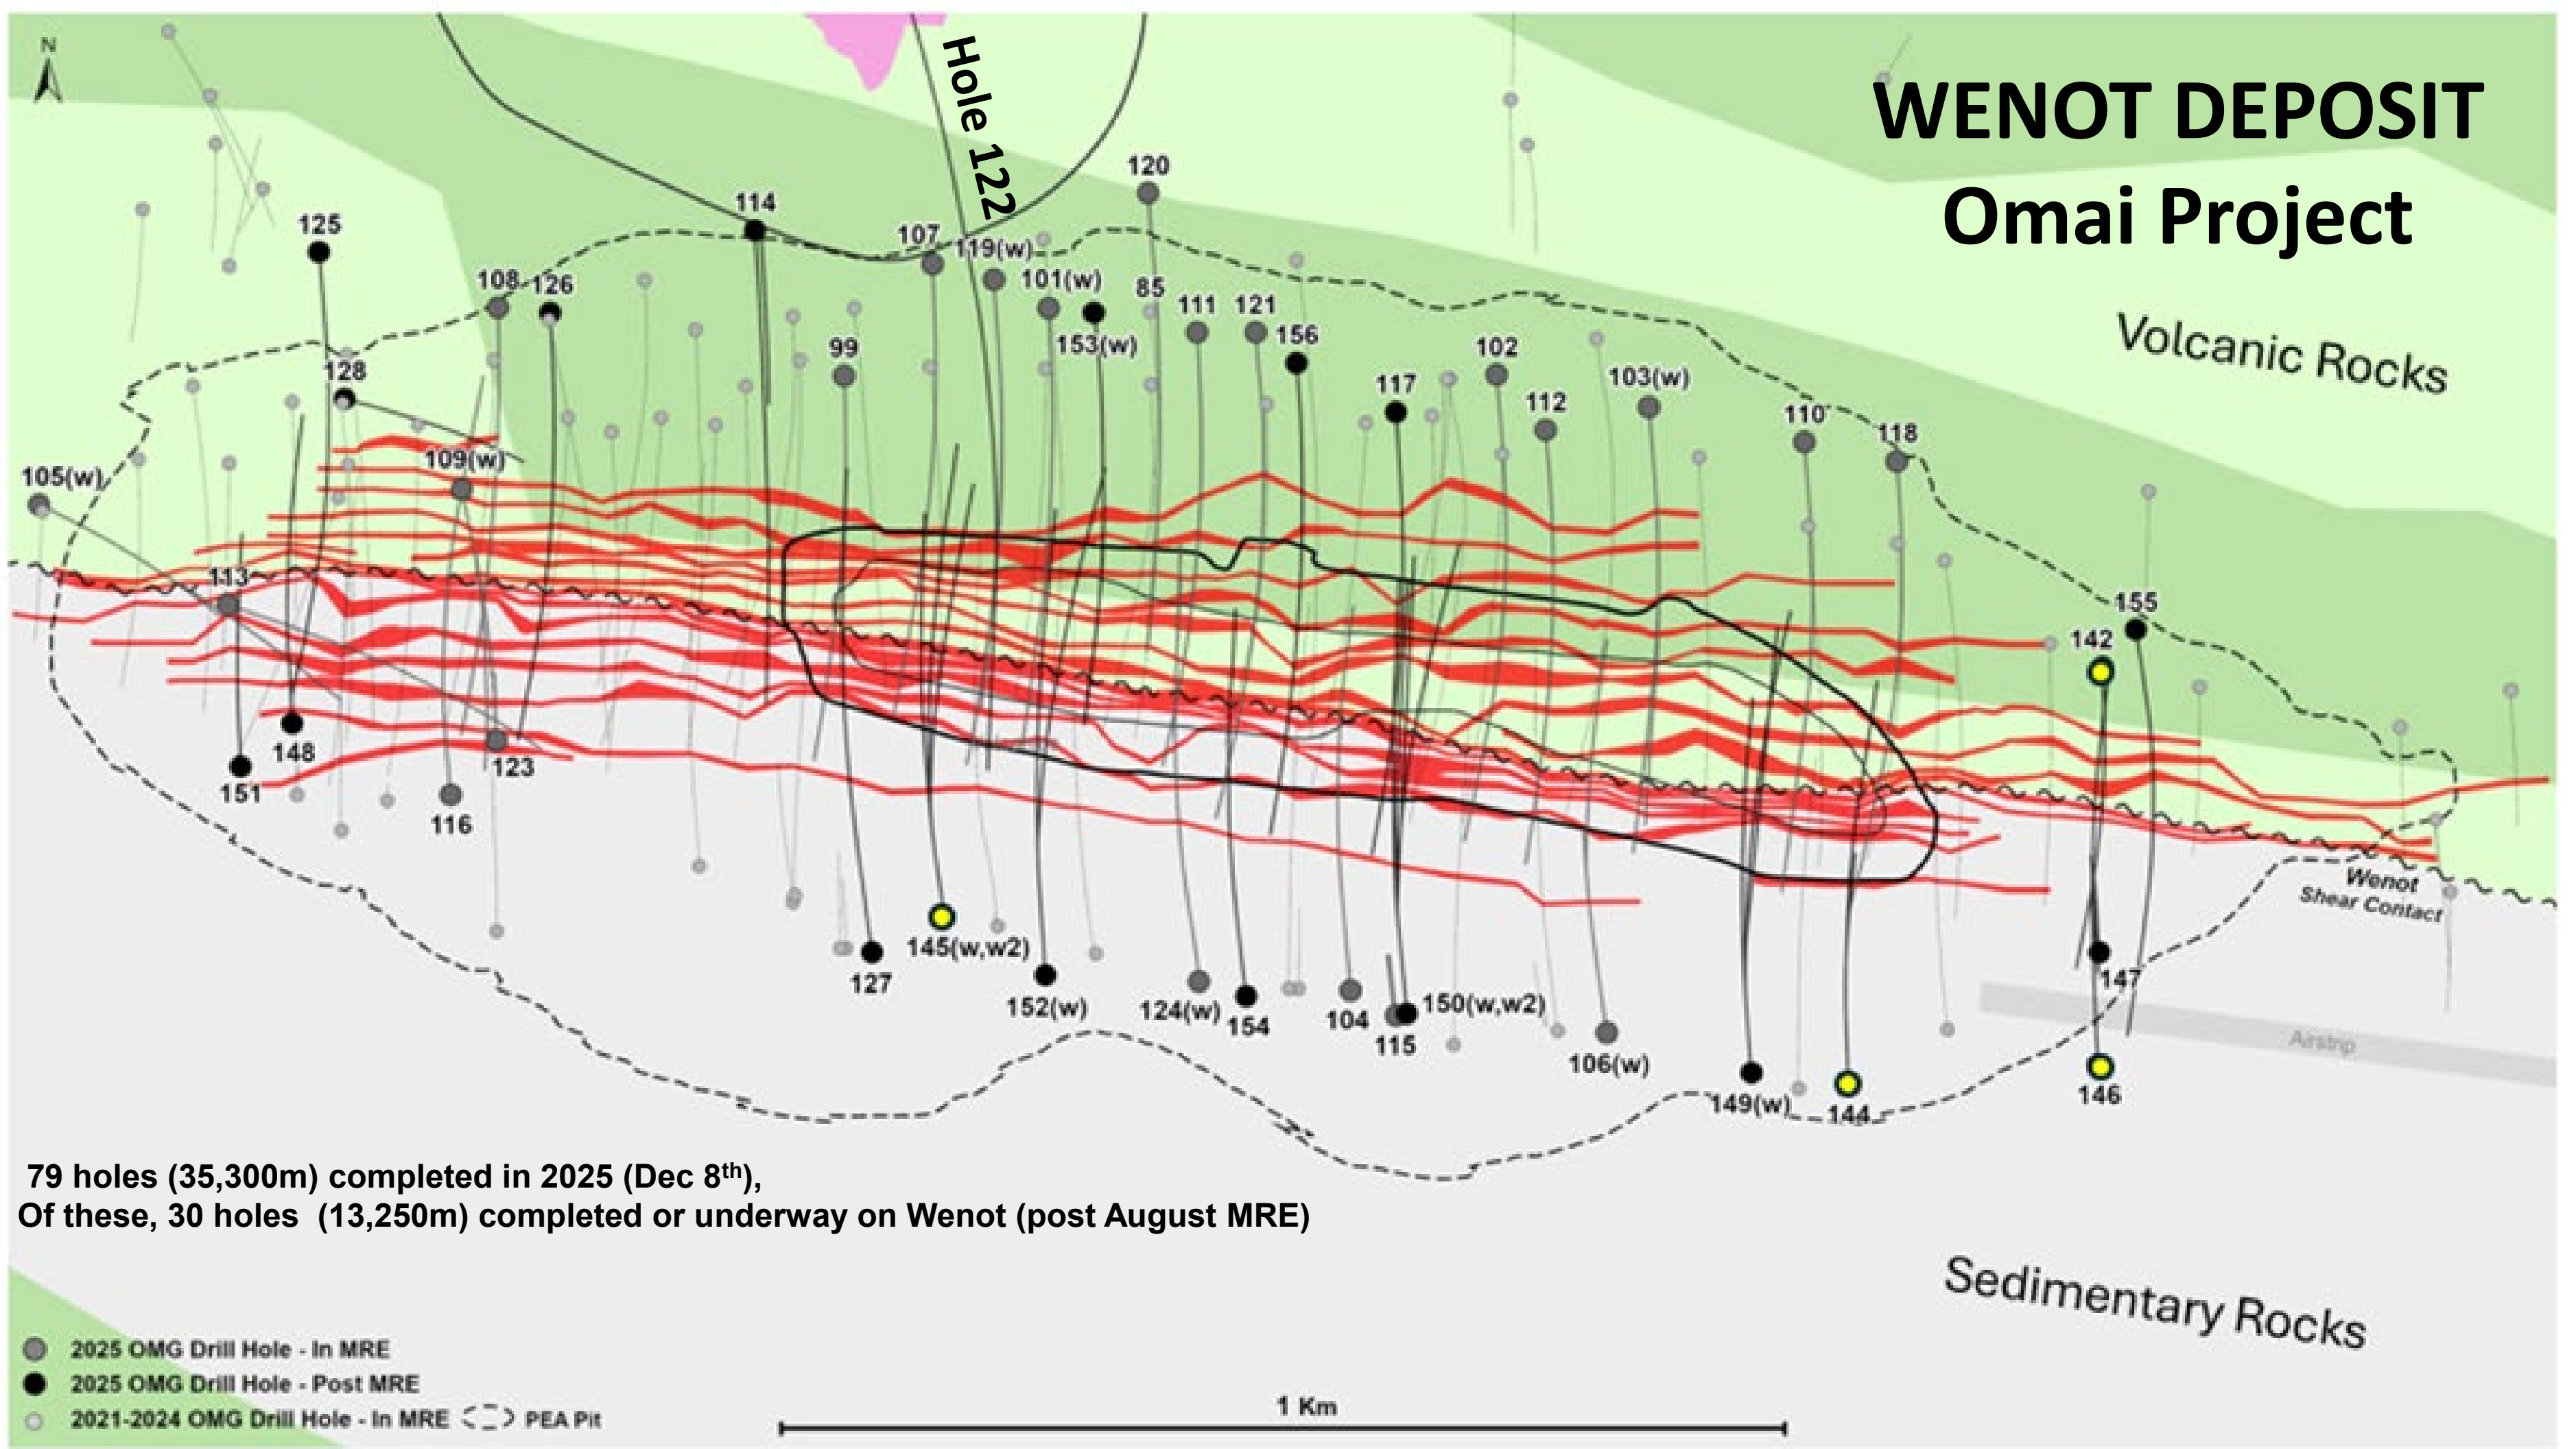 N
WENOT DEPOSIT
Omai Project
Hole 122
Volcanic Rocks
120
114
125
107
119(w)
108
126
101(w)
85
111
121
153(w)
156
99
102
128
117
103(w)
112
110
118
109(w)
105(w)
113
155
142
148
123
151
116
Wenot
Shear Contact
145(w,w2)
127
152(w)
124(w)
154
104
150(w,w2)
115
147
Airstrip
106(w)
149(w)
144
146
79 holes (35,300m) completed in 2025 (Dec 8th),
Of these, 30 holes (13,250m) completed or underway on Wenot (post August MRE)
Sedimentary Rocks
2025 OMG Drill Hole - In MRE
2025 OMG Drill Hole - Post MRE
2021-2024 OMG Drill Hole - In MRE
PEA Pit
1 Km